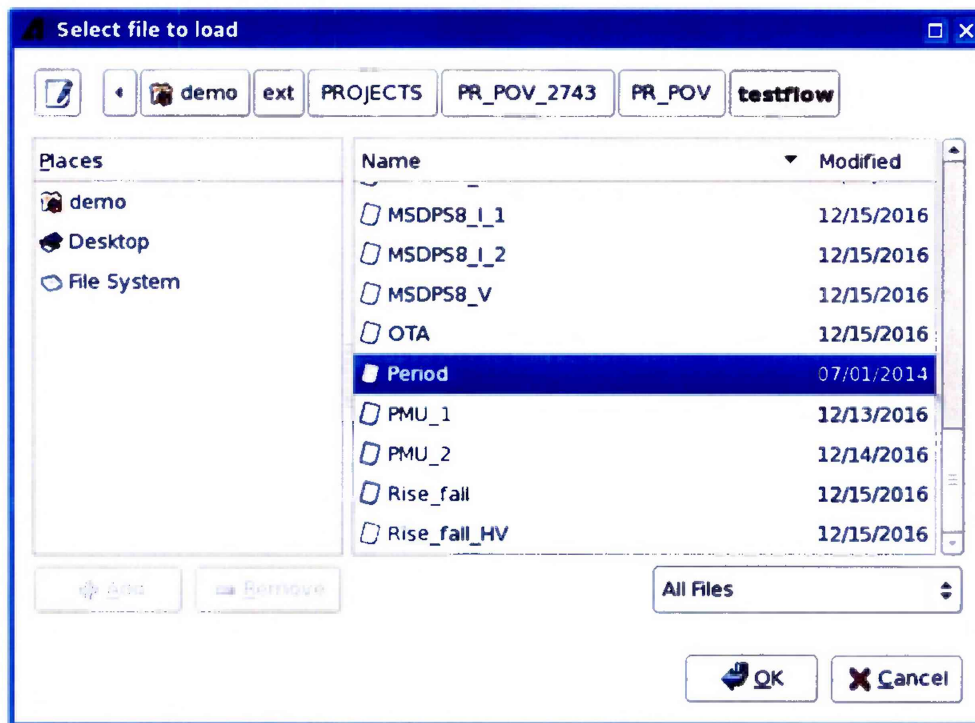 Select file to load
demo ext PROJECTS PR_POV_2743 PR_POV testflow
Places
demo
Desktop
File System
Name Modified
MSDPS8_I_1 12/15/2016
MSDPS8_I_2 12/15/2016
MSDPS8_V 12/15/2016
OTA 12/15/2016
Period 07/01/2014
PMU_1 12/13/2016
PMU_2 12/14/2016
Rise_fall 12/15/2016
Rise_fall_HV 12/15/2016
Add Remove
All Files
OK Cancel